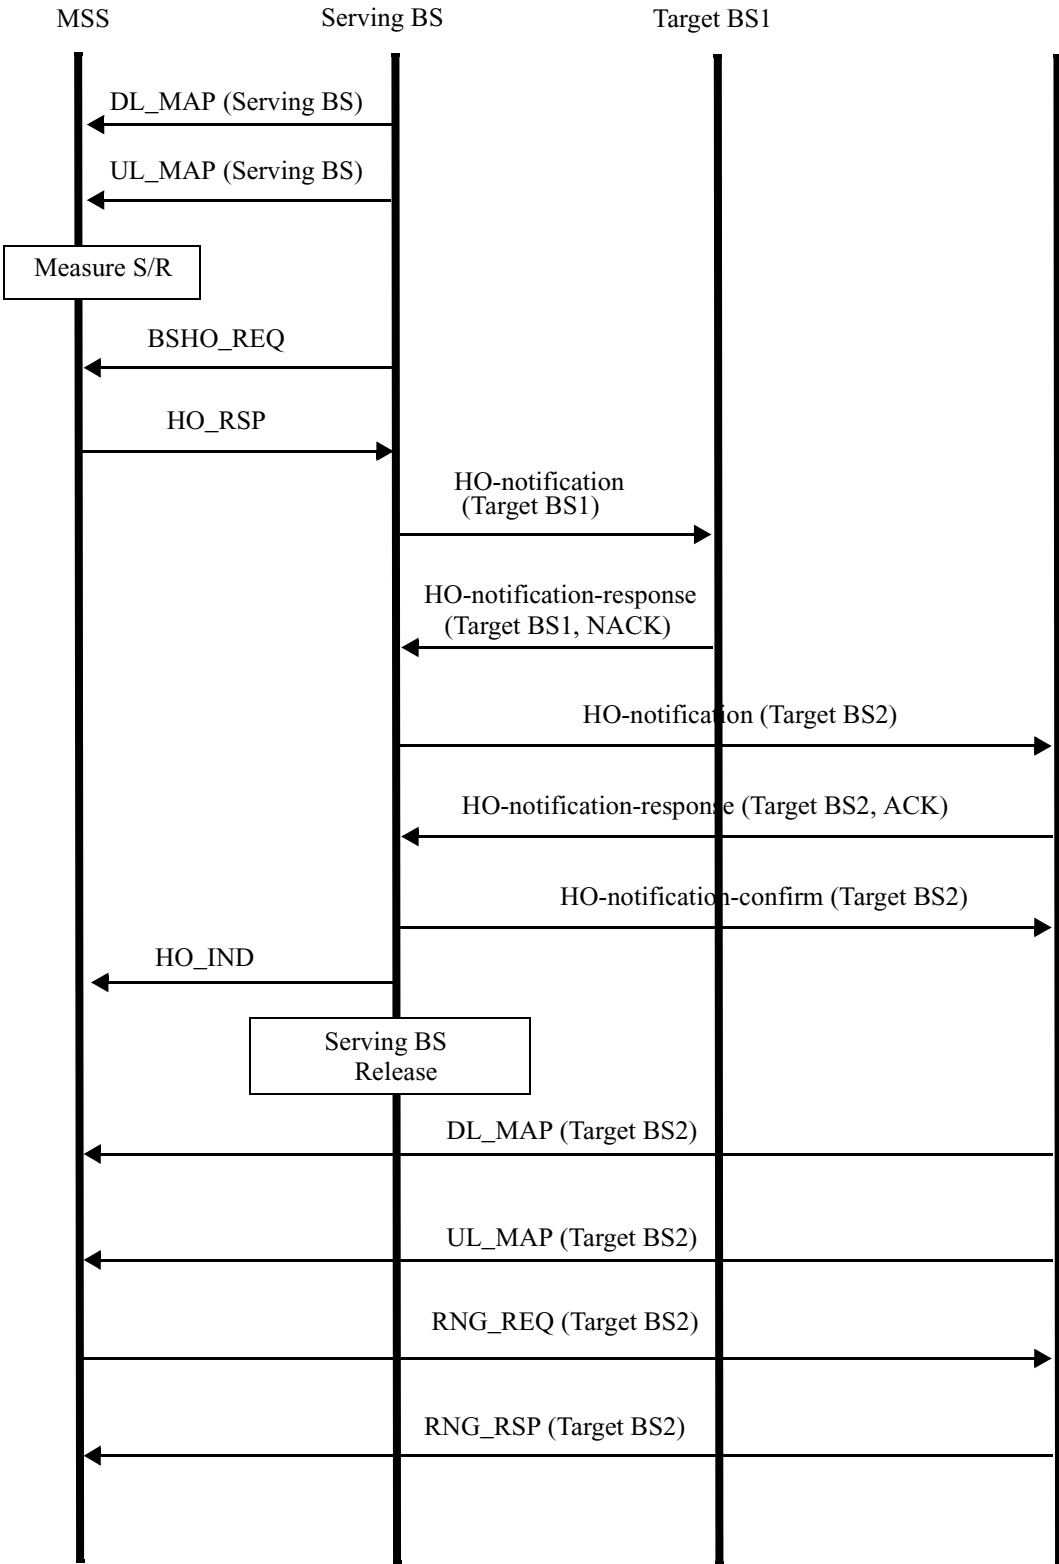 MSS
Serving BS
Target BS1
DL_MAP (Serving BS)
UL_MAP (Serving BS)
Measure S/R
BSHO_REQ
HO_RSP
HO-notification
(Target BS1)
HO-notification-response
(Target BS1, NACK)
HO-notification (Target BS2)
HO-notification-response (Target BS2, ACK)
HO-notification-confirm (Target BS2)
HO_IND
Serving BS
Release
DL_MAP (Target BS2)
UL_MAP (Target BS2)
RNG_REQ (Target BS2)
RNG_RSP (Target BS2)